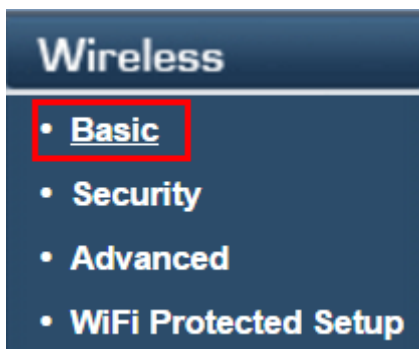 Wireless
• Basic
• Security
• Advanced
• WiFi Protected Setup